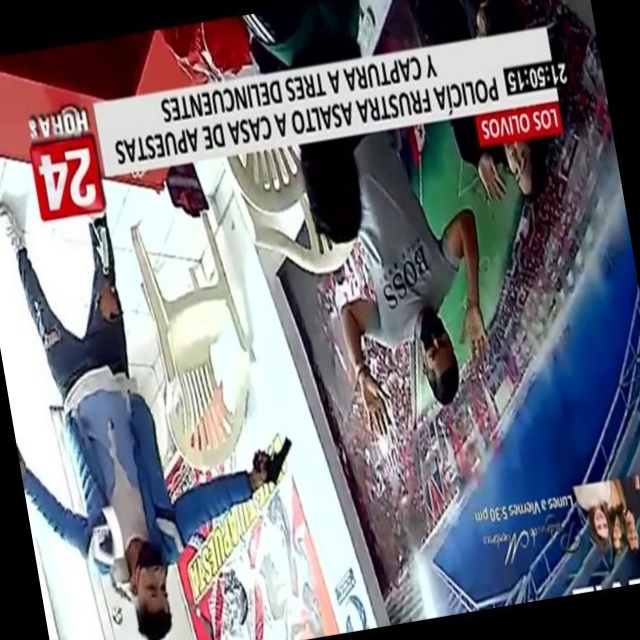 Lunes a Viernes 5:30 pm
BOSS
APUESTA
LOS OLIVOS
21:50:15
POLICÍA FRUSTRA ASALTO A CASA DE APUESTAS
Y CAPTURA A TRES DELINCUENTES
24
HORAS